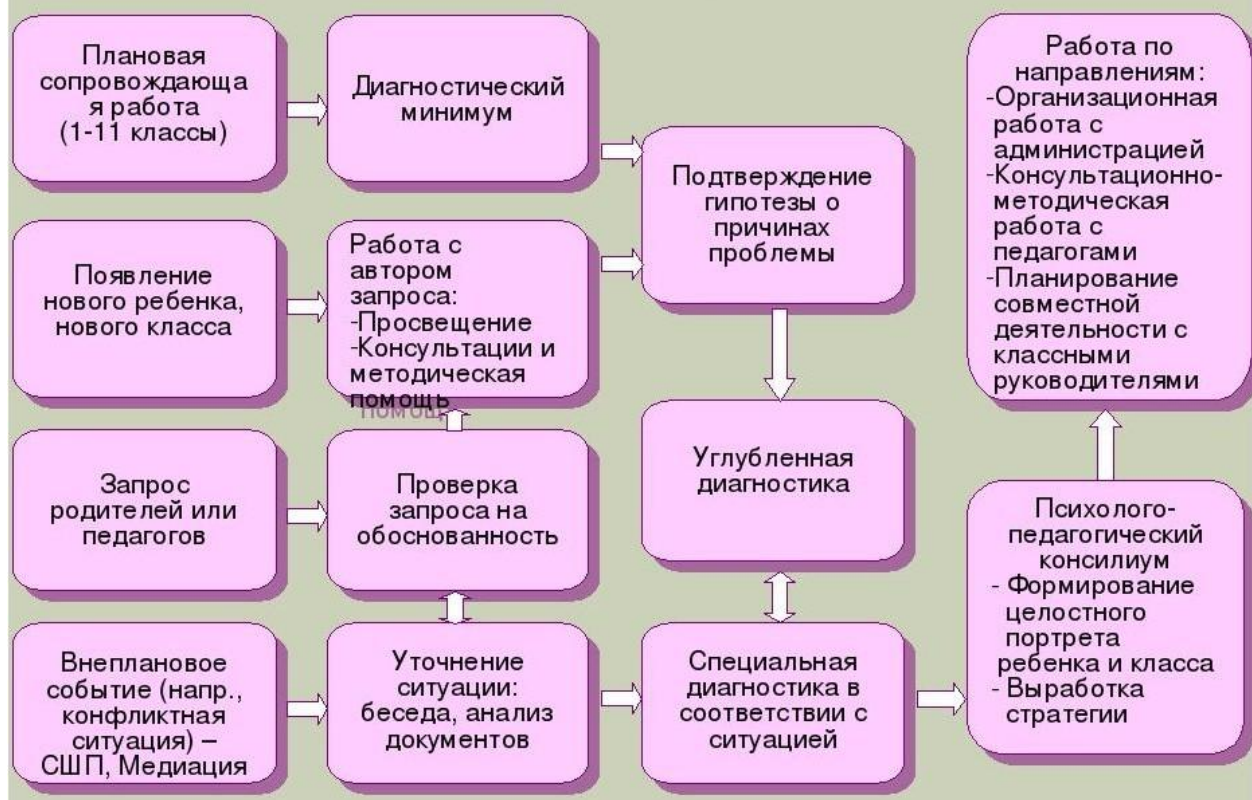 Плановая
сопровождающа
я работа
(1-11 классы)
Диагностический
минимум
Подтверждение
гипотезы о
причинах
проблемы
Работа по
направлениям:
-Организационная
работа с
администрацией
-Консультационно-
методическая
работа с
педагогами
-Планирование
совместной
деятельности с
классными
руководителями
Появление
нового ребенка,
нового класса
Работа с
автором
запроса:
-Просвещение
-Консультации и
методическая
помощь
Углубленная
диагностика
Запрос
родителей или
педагогов
Проверка
запроса на
обоснованность
Психолого-
педагогический
консилиум
- Формирование
целостного
портрета
ребенка и класса
- Выработка
стратегии
Внеплановое
событие (напр.,
конфликтная
ситуация) –
СШП, Медиация
Уточнение
ситуации:
беседа, анализ
документов
Специальная
диагностика в
соответствии с
ситуацией